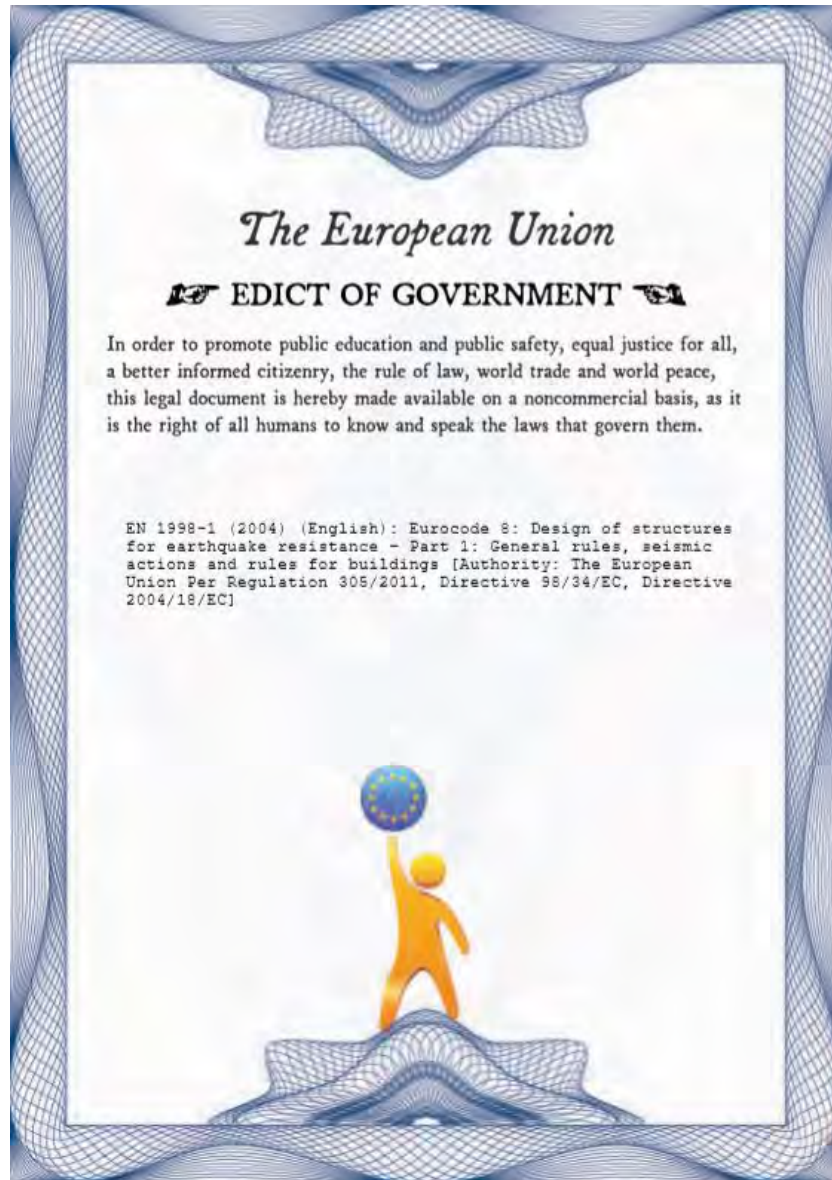 The European Union
EDICT OF GOVERNMENT
In order to promote public education and public safety, equal justice for all,
a better informed citizenry, the rule of law, world trade and world peace,
this legal document is hereby made available on a noncommercial basis, as it
is the right of all humans to know and speak the laws that govern them.
EN 1998-1 (2004) (English): Eurocode 8: Design of structures
for earthquake resistance – Part 1: General rules, seismic
actions and rules for buildings [Authority: The European
Union Per Regulation 305/2011, Directive 98/34/EC, Directive
2004/18/EC]